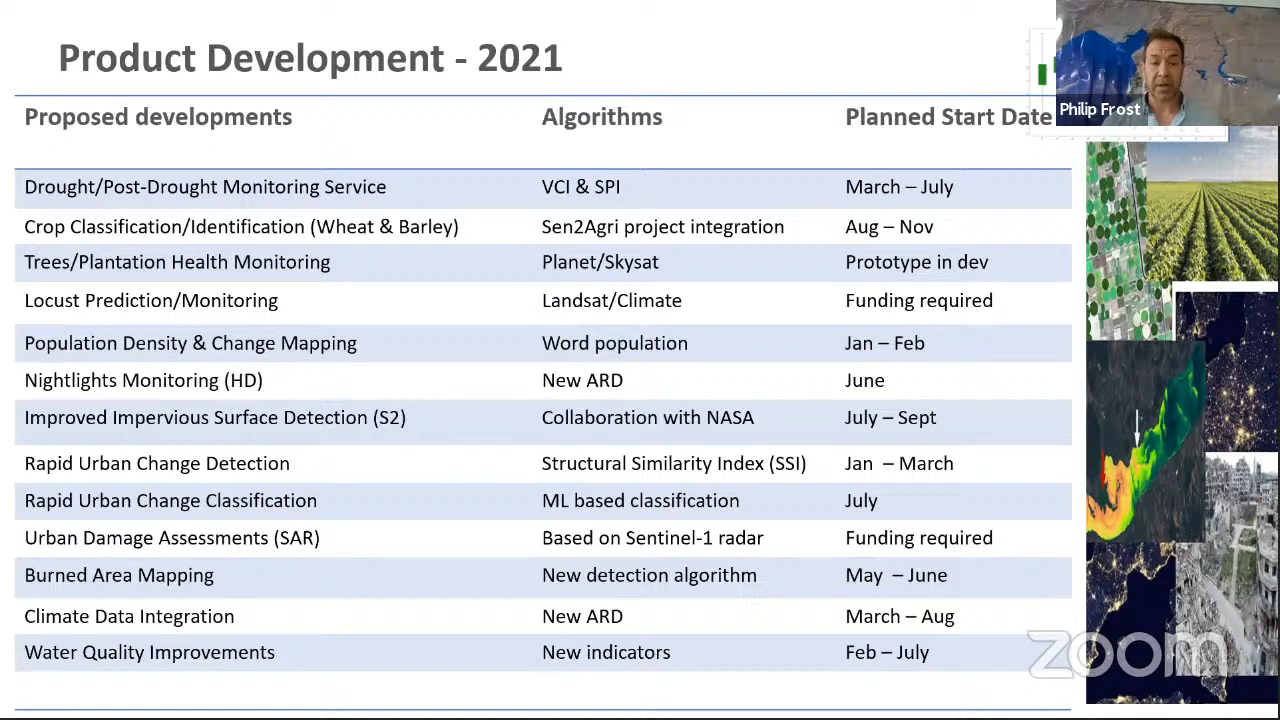 Product Development - 2021
Philip Frost
Proposed developments Algorithms Planned Start Date
Drought/Post-Drought Monitoring Service VCI & SPI March – July
Crop Classification/Identification (Wheat & Barley) Sen2Agri project integration Aug – Nov
Trees/Plantation Health Monitoring Planet/Skysat Prototype in dev
Locust Prediction/Monitoring Landsat/Climate Funding required
Population Density & Change Mapping Word population Jan – Feb
Nightlights Monitoring (HD) New ARD June
Improved Impervious Surface Detection (S2) Collaboration with NASA July – Sept
Rapid Urban Change Detection Structural Similarity Index (SSI) Jan – March
Rapid Urban Change Classification ML based classification July
Urban Damage Assessments (SAR) Based on Sentinel-1 radar Funding required
Burned Area Mapping New detection algorithm May – June
Climate Data Integration New ARD March – Aug
Water Quality Improvements New indicators Feb – July
zoom